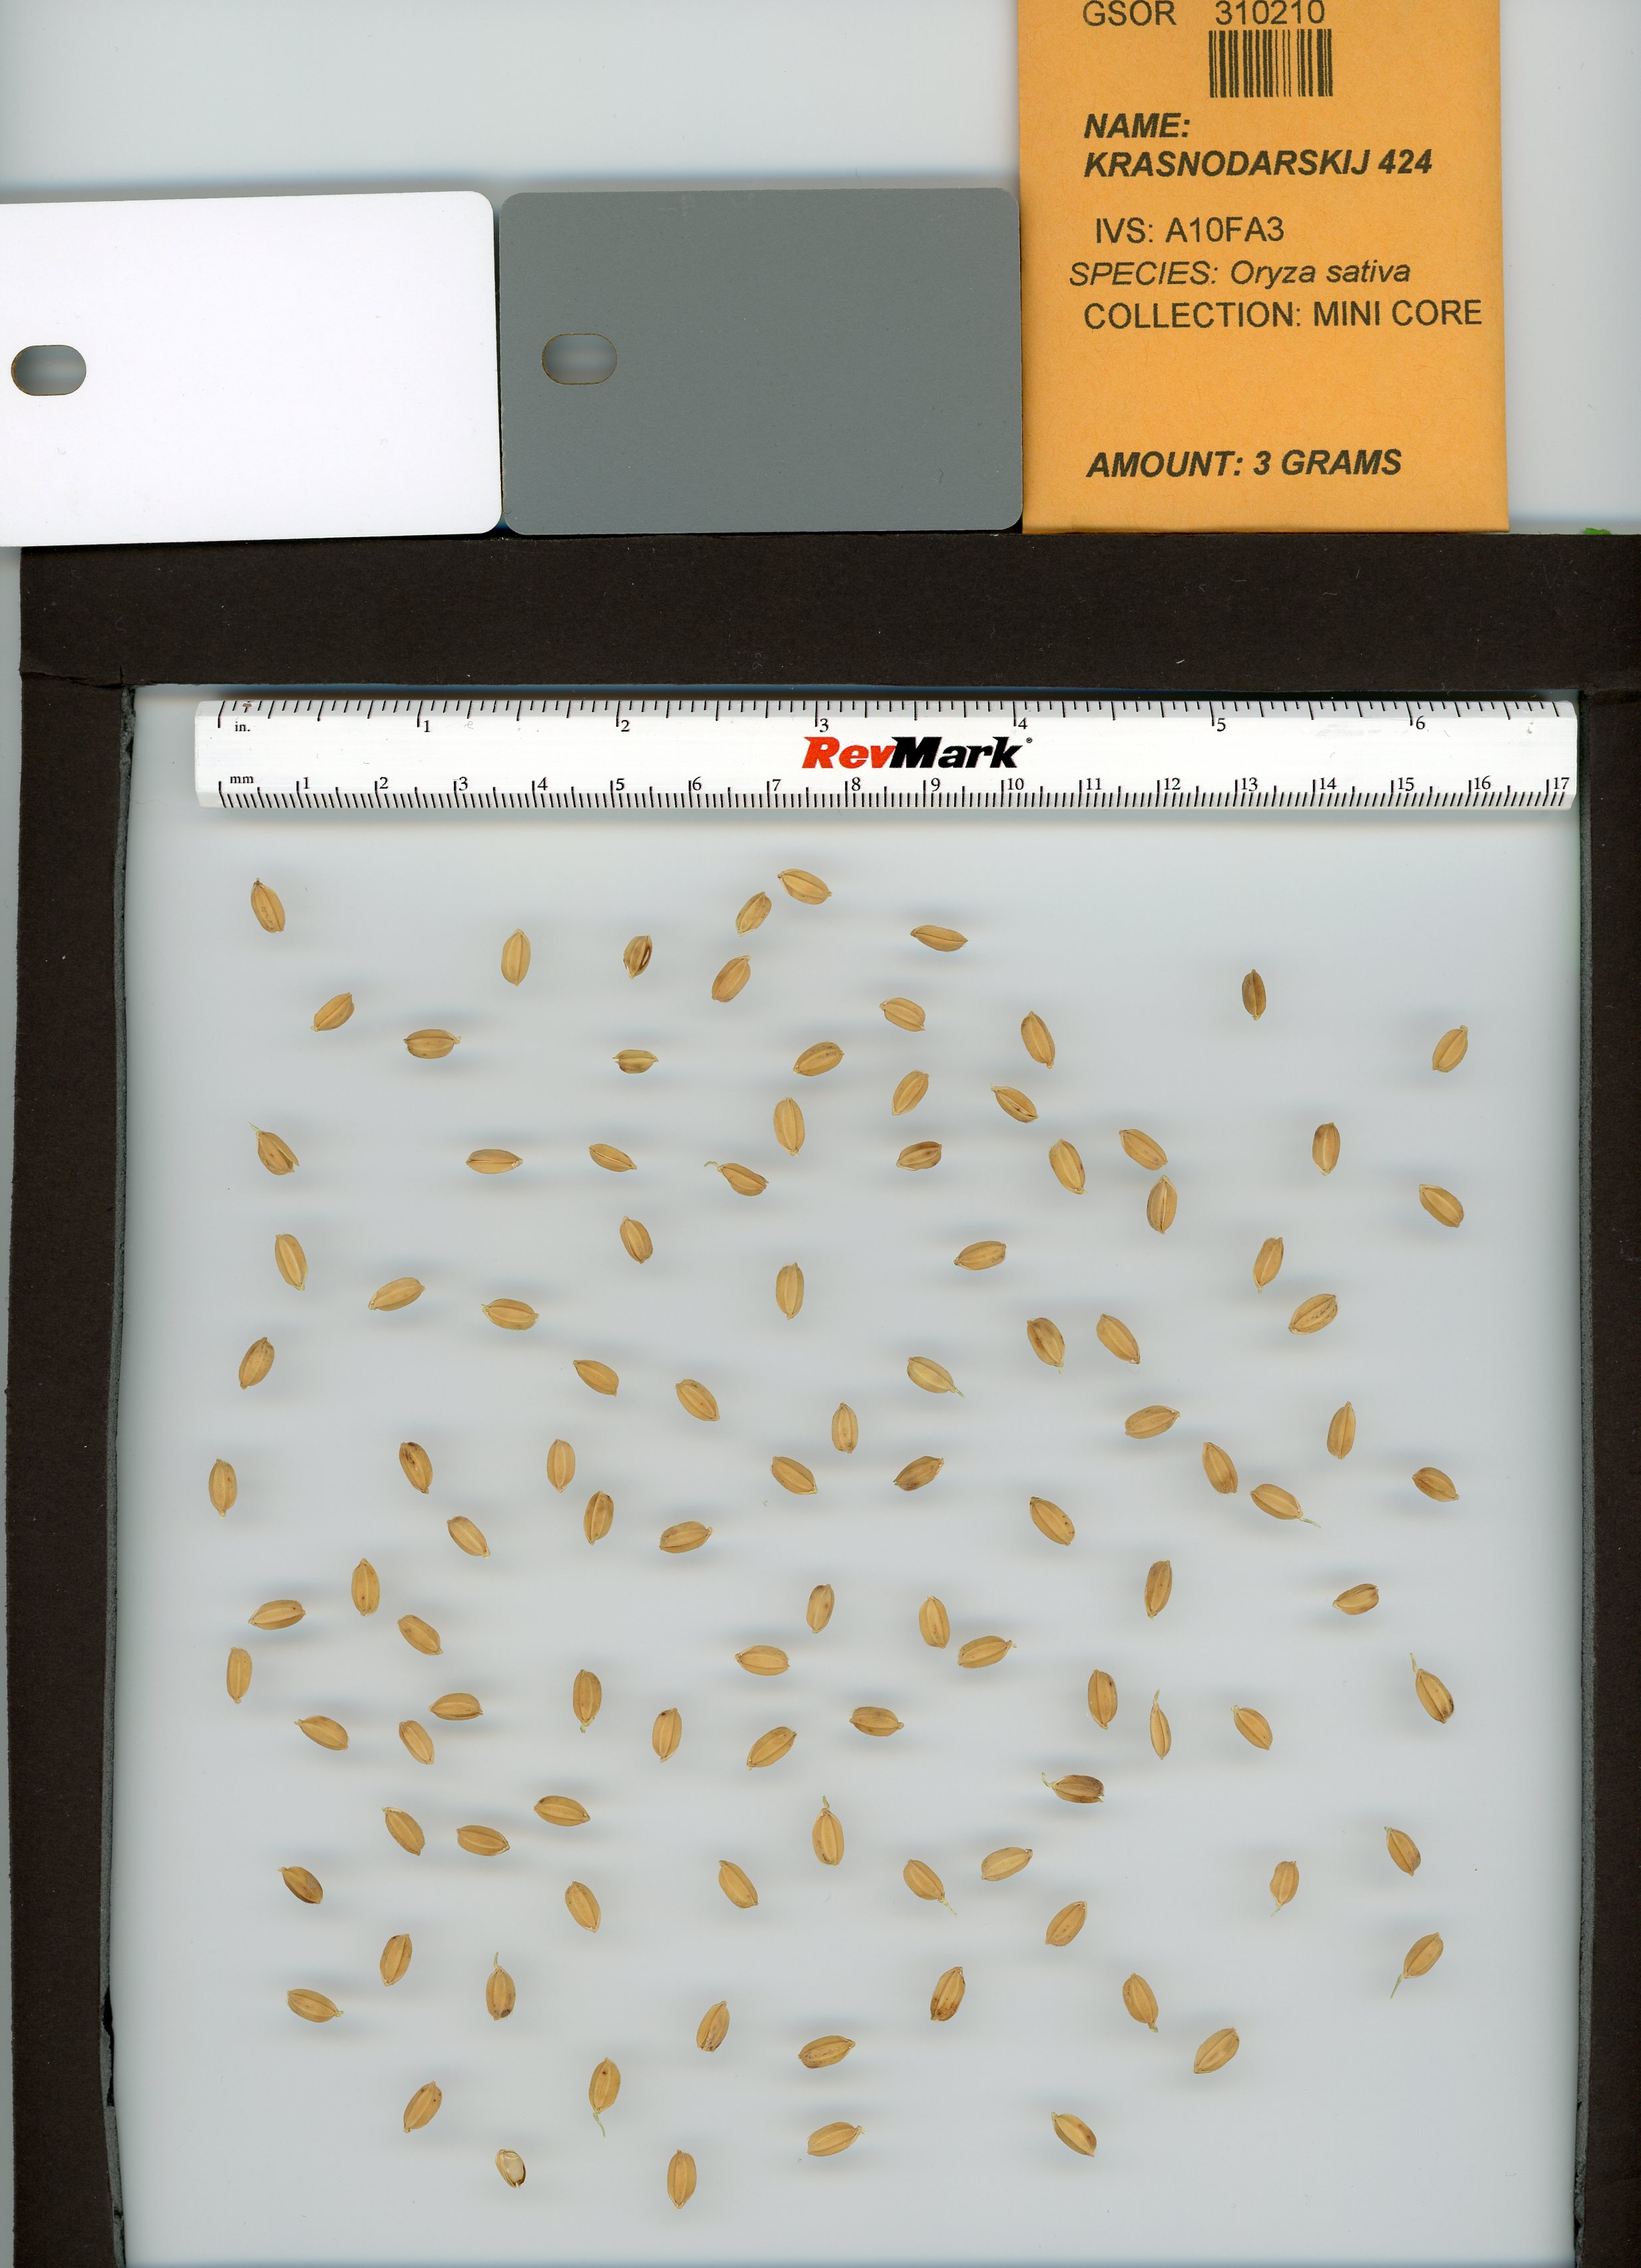 GSOR 310210
NAME:
KRASNODARSKIJ 424
IVS: A10FA3
SPECIES: Oryza sativa
COLLECTION: MINI CORE
AMOUNT: 3 GRAMS
in. 1 2 3 4 5 6
RevMark®
mm 1 2 3 4 5 6 7 8 9 10 11 12 13 14 15 16 17